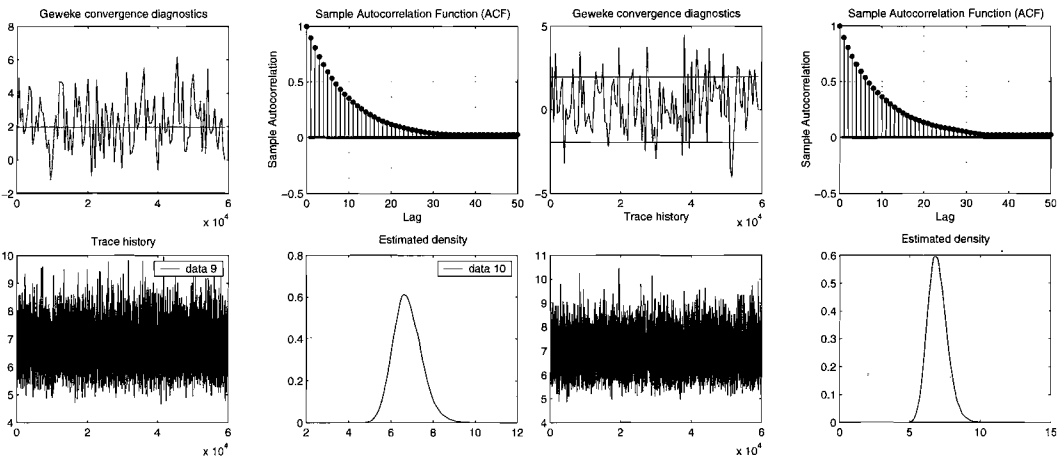 Geweke convergence diagnostics
8
6
4
2
0
−2
0 2 4 6
x 10^4
Sample Autocorrelation Function (ACF)
Sample Autocorrelation
1
0.5
0
−0.5
0 10 20 30 40 50
Lag
Geweke convergence diagnostics
5
0
−5
0 2 4 6
x 10^4
Sample Autocorrelation Function (ACF)
Sample Autocorrelation
1
0.5
0
−0.5
0 10 20 30 40 50
Lag
Trace history
10
9
8
7
6
5
4
0 2 4 6
x 10^4
data 9
Estimated density
0.8
0.6
0.4
0.2
0
2 4 6 8 10 12
data 10
Trace history
11
10
9
8
7
6
5
4
0 2 4 6
x 10^4
Estimated density
0.6
0.5
0.4
0.3
0.2
0.1
0
0 5 10 15